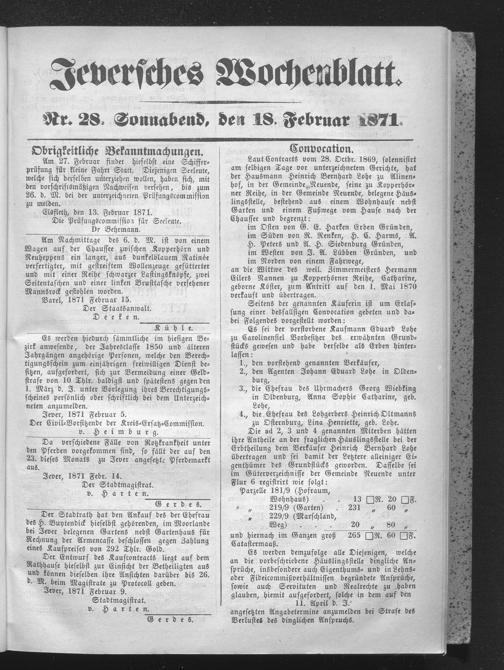 Jeversches Wochenblatt.
Nr. 28. Sonnabend, den 18. Februar 1871.
Obrigkeitliche Bekanntmachungen.
Am 27. Februar findet hieselbst eine Schiffer-
prüfung für kleine Fahrt Statt. Diejenigen Seeleute,
welche sich derselben unterziehen wollen, haben sich, mit
den vorschriftsmäßigen Nachweisen versehen, bis zum
26. d. M. bei der unterzeichneten Prüfungscommission
zu melden.
Elsfleth, den 13. Februar 1871.
Die Prüfungscommission für Seeleute.
Dr Behrmann.
Am Nachmittage des 6. d. M. ist von einem
Wagen auf der Chaussee zwischen Kopperhörn und
Neuheppens ein langer, aus dunkelblauem Ratinée
verfertigter, mit gestreiftem Wollenzeuge gefütterter
und mit einer Reihe schwarzer Seitangsknöpfe, zwei
Seitentaschen und einer linken Brusttasche versehener
Mannsrock gestohlen worden.
Varel, 1871 Februar 15.
Der Staatsanwalt.
Deecken.
Kühle.
Es werden hiedurch sämmtliche im hiesigen Be-
zirk anwesende, der Jahresklasse 1850 und älteren
Jahrgängen angehörige Personen, welche den Berech-
tigungsschein zum einjährigen freiwilligen Dienst be-
sitzen, aufgefordert, sich zur Vermeidung einer Geld-
strafe von 10 Thlr. baldigst und spätestens gegen den
1. März d. J. unter Vorlegung ihres Berechtigungs-
scheines persönlich oder schriftlich bei dem Unterzeich-
neten anzumelden.
Jever, 1871 Februar 5.
Der Civil-Vorsitzende der Kreis-Ersatz-Commission.
v. Heimburg.
Da verschiedene Fälle von Rotzkrankheit unter
den Pferden vorgekommen sind, so fällt der auf den
23. dieses Monats zu Jever angesetzte Pferdemarkt
aus.
Jever, 1871 Febr. 14.
Der Stadtmagistrat.
v. Harten.
Gerdes.
Der Stadtrath hat den Ankauf des der Ehefrau
des H. Buytendik hieselbst gehörenden, im Moorlande
bei Jever belegenen Gartens nebst Gartenhaus für
Rechnung der Armencasse beschlossen gegen Zahlung
eines Kaufpreises von 292 Thlr. Gold.
Der Entwurf des Kaufcontracts liegt auf dem
Rathhause hieselbst zur Einsicht der Betheiligten aus
und können dieselben ihre Ansichten darüber bis 26.
d. M. beim Magistrate zu Protocoll geben.
Jever, 1871 Februar 9.
Stadtmagistrat.
v. Harten.
Gerdes.
Convocation.
Laut Contracts vom 28. Octbr. 1869, solennisirt
am selbigen Tage vor unterzeichnetem Gerichte, hat
der Hausmann Heinrich Bernhard Lohe zu Altenen-
hof, in der Gemeinde Neuende, seine zu Kopperhör-
ner Reihe, in der Gemeinde Neuende, belegene Häus-
lingsstelle, bestehend aus einem Wohnhause nebst
Garten und einem Fußwege vom Hause nach der
Chaussee und begrenzt:
im Osten von G. E. Harken Erben Gründen,
im Süden von R. Renken, H. C. Harms, A.
H. Peters und A. H. Siedenburg Gründen,
im Westen von J. A. Lübben Gründen, und
im Norden von einem Fahrwege,
an die Wittwe des weil. Zimmermeisters Hermann
Eilers Namen zu Kopperhörner Reihe, Catharine,
geborne Köster, zum Antritt auf den 1. Mai 1870
verkauft und übertragen.
Seitens der genannten Käuferin ist um Erlas-
sung einer desfallsigen Convocation gebeten und da-
bei Folgendes vorgestellt worden:
Es sei der verstorbene Kaufmann Eduard Lohe
zu Carolinensiel Vorbesitzer des erwähnten Grund-
stücks gewesen und habe derselbe als Erben hinter-
lassen:
1., den vorstehend genannten Verkäufer,
2., den Agenten Johann Eduard Lohe in Olden-
burg,
3., die Ehefrau des Uhrmachers Georg Wiebking
in Oldenburg, Anna Sophie Catharine, geb.
Lohe,
4., die Ehefrau des Lohgerbers Heinrich Oltmanns
zu Osternburg, Lina Henriette, geb. Lohe.
Die ad 2, 3 und 4 genannten Miterben hätten
ihre Antheile an der fraglichen Häuslingsstelle bei der
Erbtheilung dem Verkäufer Heinrich Bernhard Lohe
übertragen und sei damit der Letztere alleiniger Ei-
genthümer des Grundstücks geworden. Dasselbe sei
im Güterverzeichnisse der Gemeinde Neuende unter
Flur 6 registrirt wie folgt:
Parzelle 181/9 (Hofraum,
Wohnhaus) . . 13 □R. 20 □F.
„ 219/9 (Garten) 231 „ 60 „
„ 229/9 (Marschland,
Weg) . . . 20 „ 80 „
und hiernach im Ganzen groß 265 □R. 60 □F.
Catastermaaß.
Es werden demzufolge alle Diejenigen, welche
an die vorbeschriebene Häuslingsstelle dingliche An-
sprüche, insbesondere auch Eigenthums- und in Lehns-
oder Fideicommißverhältnissen begründete Ansprüche,
sowie auch Servituten und Realrechte zu haben
glauben, hiemit aufgefordert, solche in dem auf den
11. April d. J.
angesetzten Angabetermine anzumelden bei Strafe des
Verlustes des dinglichen Anspruchs.